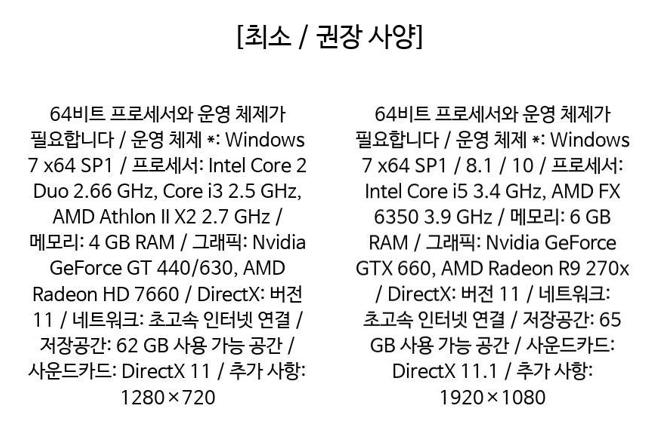 [최소 / 권장 사양]
64비트 프로세서와 운영 체제가
필요합니다 / 운영 체제 *: Windows
7 x64 SP1 / 프로세서: Intel Core 2
Duo 2.66 GHz, Core i3 2.5 GHz,
AMD Athlon II X2 2.7 GHz /
메모리: 4 GB RAM / 그래픽: Nvidia
GeForce GT 440/630, AMD
Radeon HD 7660 / DirectX: 버전
11 / 네트워크: 초고속 인터넷 연결 /
저장공간: 62 GB 사용 가능 공간 /
사운드카드: DirectX 11 / 추가 사항:
1280×720
64비트 프로세서와 운영 체제가
필요합니다 / 운영 체제 *: Windows
7 x64 SP1 / 8.1 / 10 / 프로세서:
Intel Core i5 3.4 GHz, AMD FX
6350 3.9 GHz / 메모리: 6 GB
RAM / 그래픽: Nvidia GeForce
GTX 660, AMD Radeon R9 270x
/ DirectX: 버전 11 / 네트워크:
초고속 인터넷 연결 / 저장공간: 65
GB 사용 가능 공간 / 사운드카드:
DirectX 11.1 / 추가 사항:
1920×1080